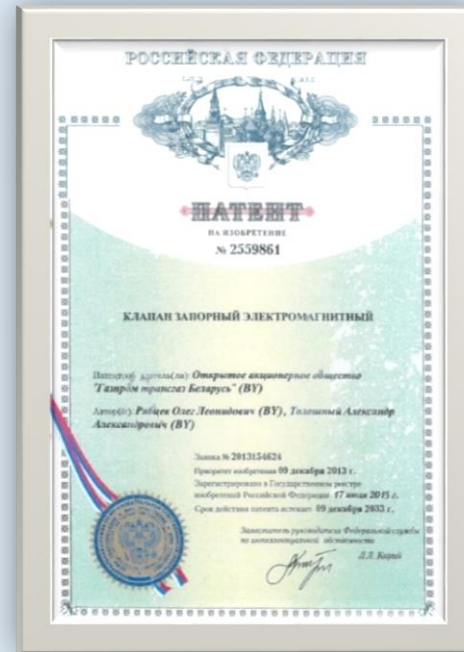 РОССИЙСКАЯ ФЕДЕРАЦИЯ
ПАТЕНТ
НА ИЗОБРЕТЕНИЕ
№ 2559861
КЛАПАН ЗАПОРНЫЙ ЭЛЕКТРОМАГНИТНЫЙ
Открытое акционерное общество
"Газпром трансгаз Беларусь" (BY)
Рябцев Олег Леонидович (BY), Александр
Александрович (BY)
Заявка № 2013154624
Приоритет изобретения 09 декабря 2013 г.
Зарегистрировано в Государственном реестре
изобретений Российской Федерации 17 июля 2015 г.
Срок действия патента истекает 09 декабря 2033 г.
Заместитель руководителя Федеральной службы
по интеллектуальной собственности